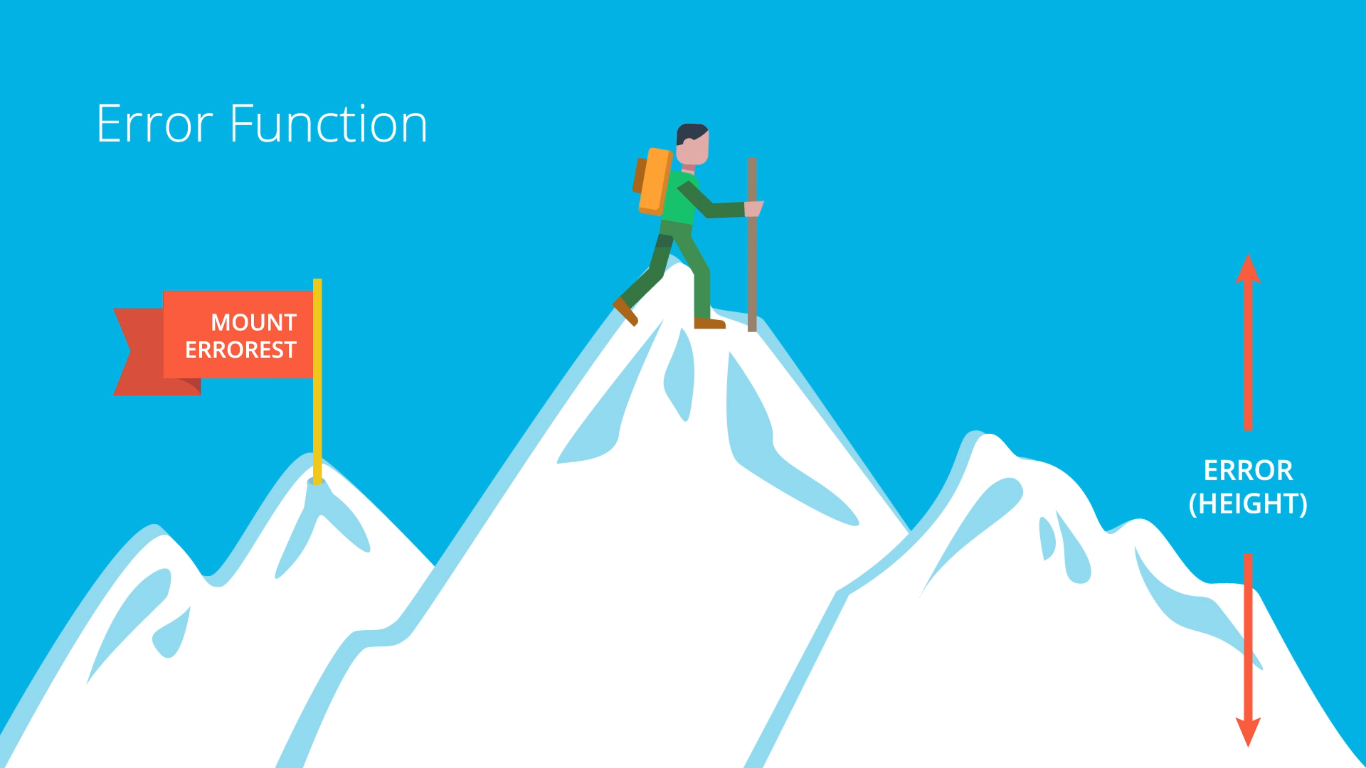 Error Function
MOUNT
ERROREST
ERROR
(HEIGHT)